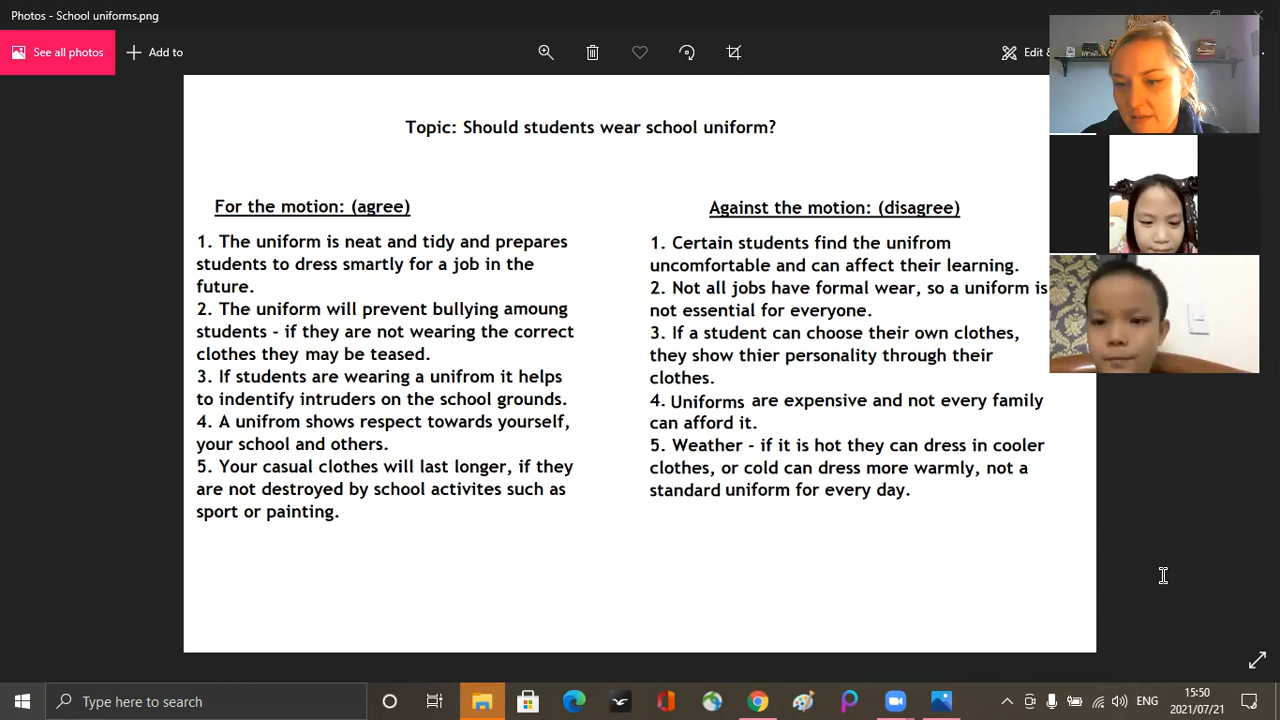 Photos - School uniforms.png
See all photos
Add to
Edit &
Topic: Should students wear school uniform?
For the motion: (agree)
1. The uniform is neat and tidy and prepares
students to dress smartly for a job in the
future.
2. The uniform will prevent bullying amoung
students - if they are not wearing the correct
clothes they may be teased.
3. If students are wearing a unifrom it helps
to indentify intruders on the school grounds.
4. A unifrom shows respect towards yourself,
your school and others.
5. Your casual clothes will last longer, if they
are not destroyed by school activites such as
sport or painting.
Against the motion: (disagree)
1. Certain students find the unifrom
uncomfortable and can affect their learning.
2. Not all jobs have formal wear, so a uniform is
not essential for everyone.
3. If a student can choose their own clothes,
they show thier personality through their
clothes.
4. Uniforms are expensive and not every family
can afford it.
5. Weather - if it is hot they can dress in cooler
clothes, or cold can dress more warmly, not a
standard uniform for every day.
Type here to search
ENG
15:50
2021/07/21